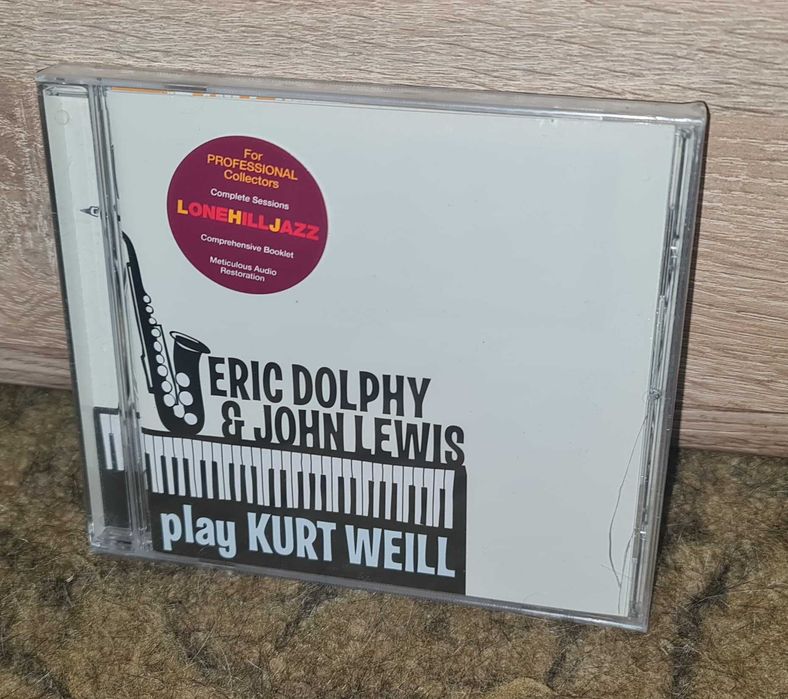 For
PROFESSIONAL
Collectors
Complete Sessions
LONEHILLJAZZ
Comprehensive Booklet
Meticulous Audio
Restoration
ERIC DOLPHY
& JOHN LEWIS
play KURT WEILL